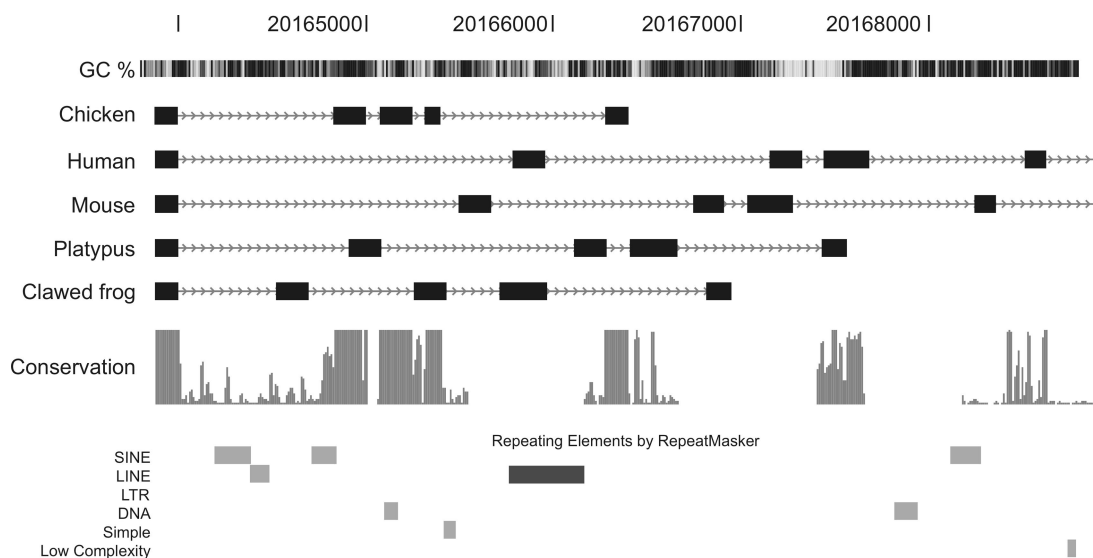 | 20165000| 20166000| 20167000| 20168000|
GC %
Chicken
Human
Mouse
Platypus
Clawed frog
Conservation
Repeating Elements by RepeatMasker
SINE
LINE
LTR
DNA
Simple
Low Complexity